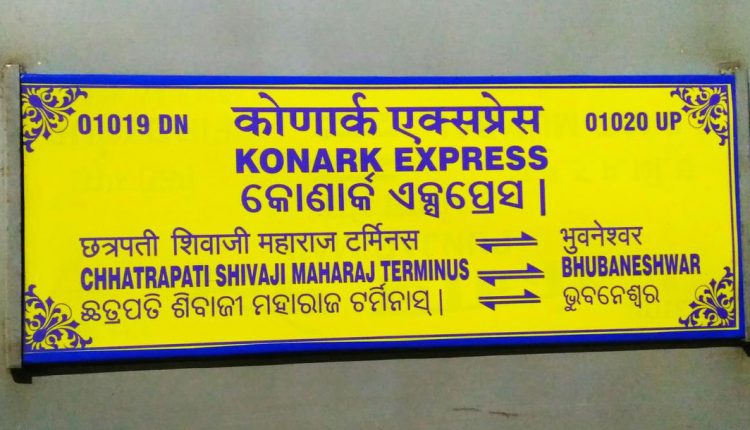 01019 DN कोणार्क एक्सप्रेस 01020 UP
KONARK EXPRESS
କୋଣାର୍କ ଏକ୍ସପ୍ରେସ |
छत्रपती शिवाजी महाराज टर्मिनस ⇌ भुवनेश्वर
CHHATRAPATI SHIVAJI MAHARAJ TERMINUS ⇌ BHUBANESHWAR
ଛତ୍ରପତି ଶିବାଜୀ ମହାରାଜ ଟର୍ମିନାସ୍ | ⇌ ଭୁବନେଶ୍ୱର